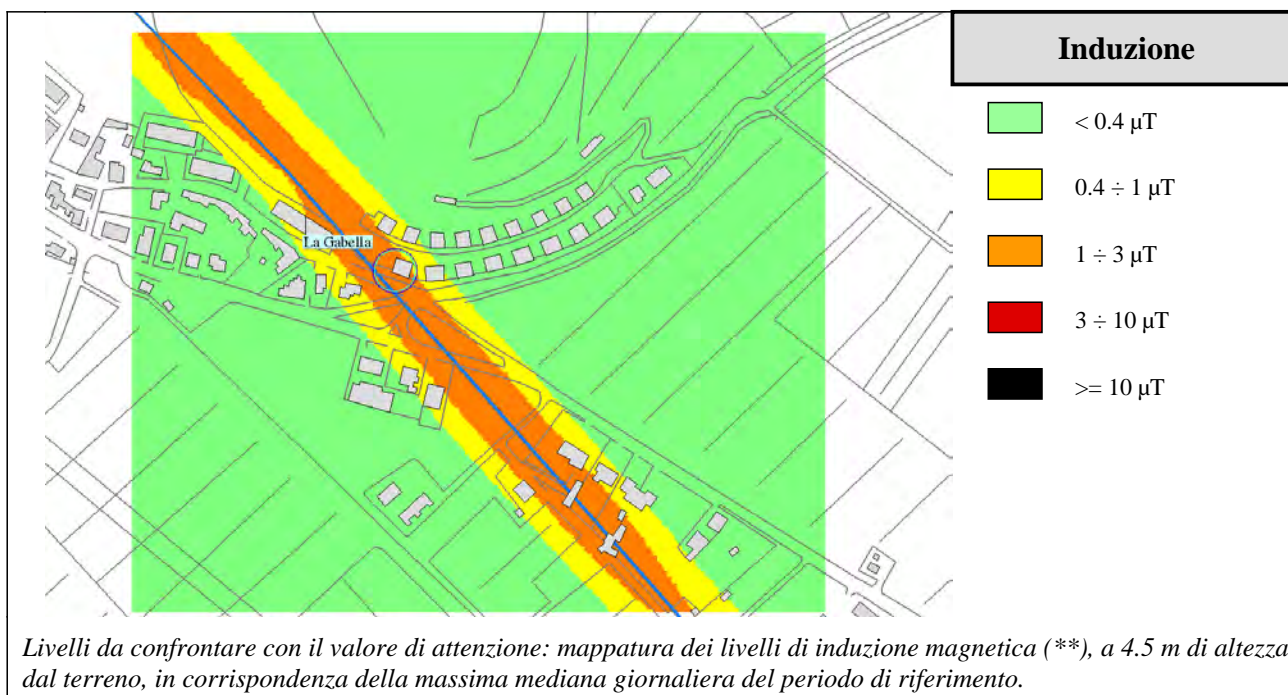 Induzione
< 0.4 µT
0.4 ÷ 1 µT
1 ÷ 3 µT
3 ÷ 10 µT
>= 10 µT
La Gabella
Livelli da confrontare con il valore di attenzione: mappatura dei livelli di induzione magnetica (**), a 4.5 m di altezza
dal terreno, in corrispondenza della massima mediana giornaliera del periodo di riferimento.